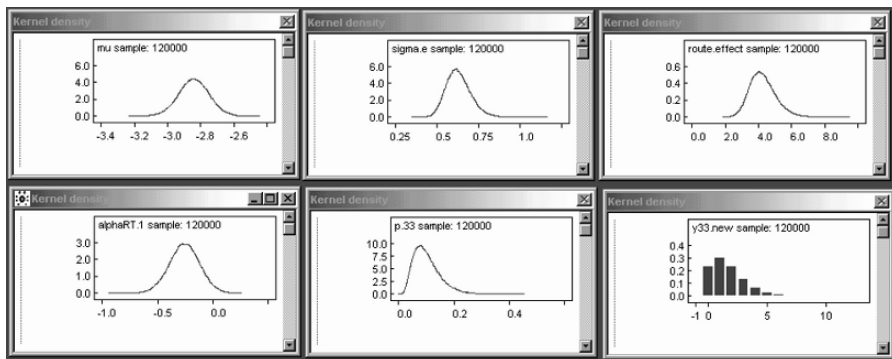 Kernel density
mu sample: 120000
6.0
4.0
2.0
0.0
-3.4 -3.2 -3.0 -2.8 -2.6
Kernel density
sigma.e sample: 120000
6.0
4.0
2.0
0.0
0.25 0.5 0.75 1.0
Kernel density
route.effect sample: 120000
0.6
0.4
0.2
0.0
0.0 2.0 4.0 6.0 8.0
Kernel density
alphaRT.1 sample: 120000
3.0
2.0
1.0
0.0
-1.0 -0.5 0.0
Kernel density
p.33 sample: 120000
10.0
7.5
5.0
2.5
0.0
0.0 0.2 0.4
Kernel density
y33.new sample: 120000
0.4
0.3
0.2
0.1
0.0
-1 0 5 10